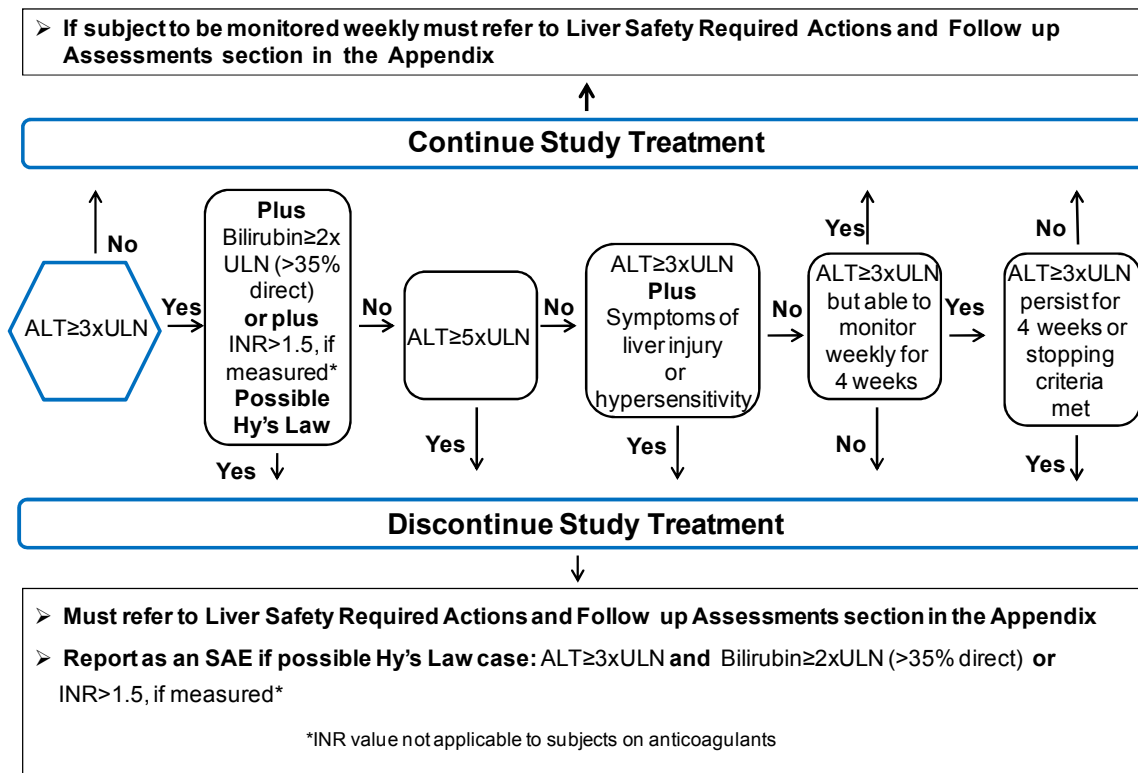 ➢ If subject to be monitored weekly must refer to Liver Safety Required Actions and Follow up
Assessments section in the Appendix
Continue Study Treatment
No
ALT≥3xULN
Yes
Plus
Bilirubin≥2x
ULN (>35%
direct)
or plus
INR>1.5, if
measured*
Possible
Hy's Law
Yes
No
ALT≥5xULN
Yes
No
ALT≥3xULN
Plus
Symptoms of
liver injury
or
hypersensitivity
Yes
No
Yes
ALT≥3xULN
but able to
monitor
weekly for
4 weeks
No
Yes
No
ALT≥3xULN
persist for
4 weeks or
stopping
criteria
met
Yes
Discontinue Study Treatment
➢ Must refer to Liver Safety Required Actions and Follow up Assessments section in the Appendix
➢ Report as an SAE if possible Hy's Law case: ALT≥3xULN and Bilirubin≥2xULN (>35% direct) or
INR>1.5, if measured*
*INR value not applicable to subjects on anticoagulants